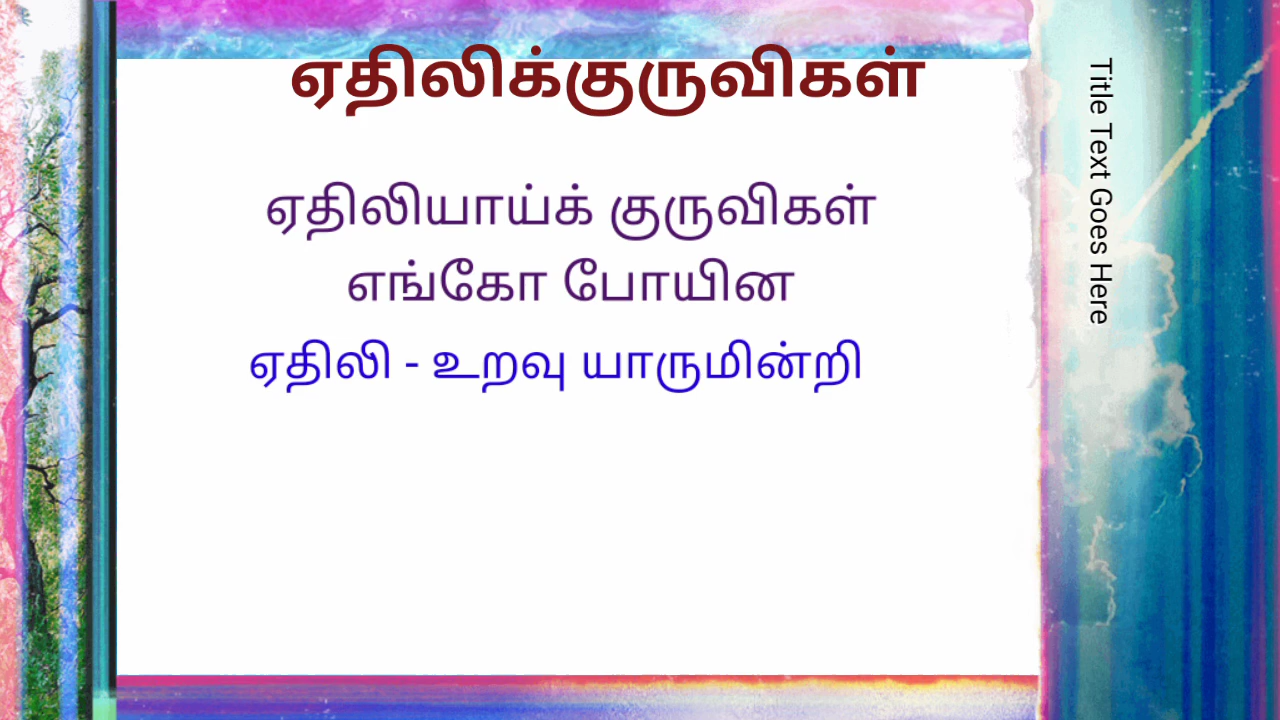 ஏதிலிக்குருவிகள்
ஏதிலியாய்க் குருவிகள்
எங்கோ போயின
ஏதிலி - உறவு யாருமின்றி
Title Text Goes Here